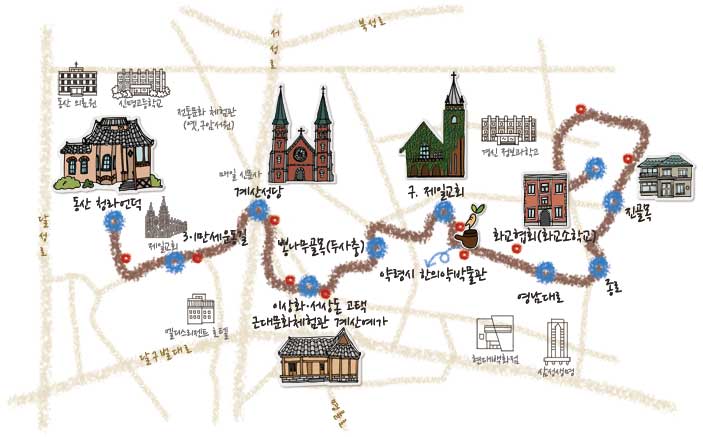 북성로
서성로
동산 의료원
신명고등학교
전통문화 체험관
(옛, 구암서원)
매일 신문사
경신 정보과학교
동산 청라언덕
계산성당
구. 제일교회
화교협회(화교소학교)
진골목
달성로
제일교회
3·1만세운동길
뽕나무골목(두사충)
약령시 한의약박물관
영남대로
종로
이상화·서상돈 고택
근대문화체험관 계산예가
엘디스리젠트 호텔
달구벌대로
현대백화점
삼성생명